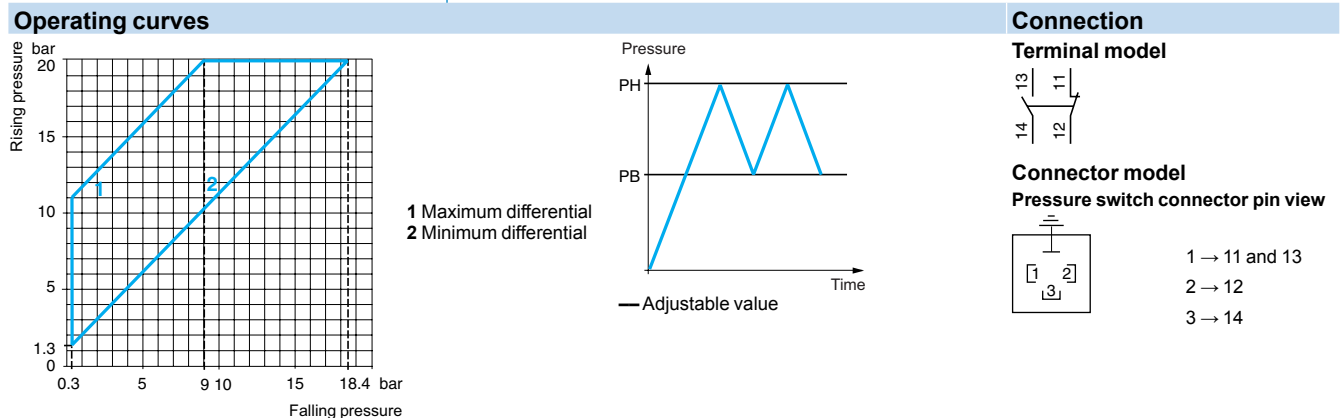 Operating curves
Connection
Rising pressure
bar
20
15
10
5
1.3
0
0.3
5
9 10
15
18.4 bar
Falling pressure
1
2
1 Maximum differential
2 Minimum differential
Pressure
PH
PB
Time
Adjustable value
Terminal model
13
11
14
12
Connector model
Pressure switch connector pin view
1 2
3
1 → 11 and 13
2 → 12
3 → 14